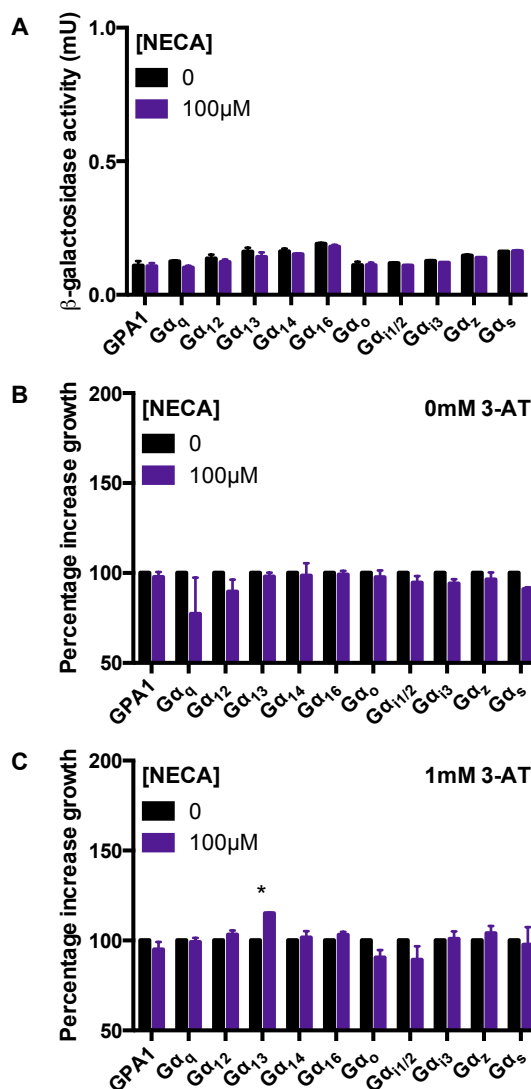 A
β-galactosidase activity (mU)
1.0
0.5
0.0
[NECA]
0
100µM
GPA1
Gαq
Gα12
Gα13
Gα14
Gα16
Gαo
Gαi1/2
Gαi3
Gαz
Gαs
B
Percentage increase growth
200
150
100
50
[NECA]
0
100µM
0mM 3-AT
GPA1
Gαq
Gα12
Gα13
Gα14
Gα16
Gαo
Gαi1/2
Gαi3
Gαz
Gαs
C
Percentage increase growth
200
150
100
50
[NECA]
0
100µM
1mM 3-AT
*
GPA1
Gαq
Gα12
Gα13
Gα14
Gα16
Gαo
Gαi1/2
Gαi3
Gαz
Gαs